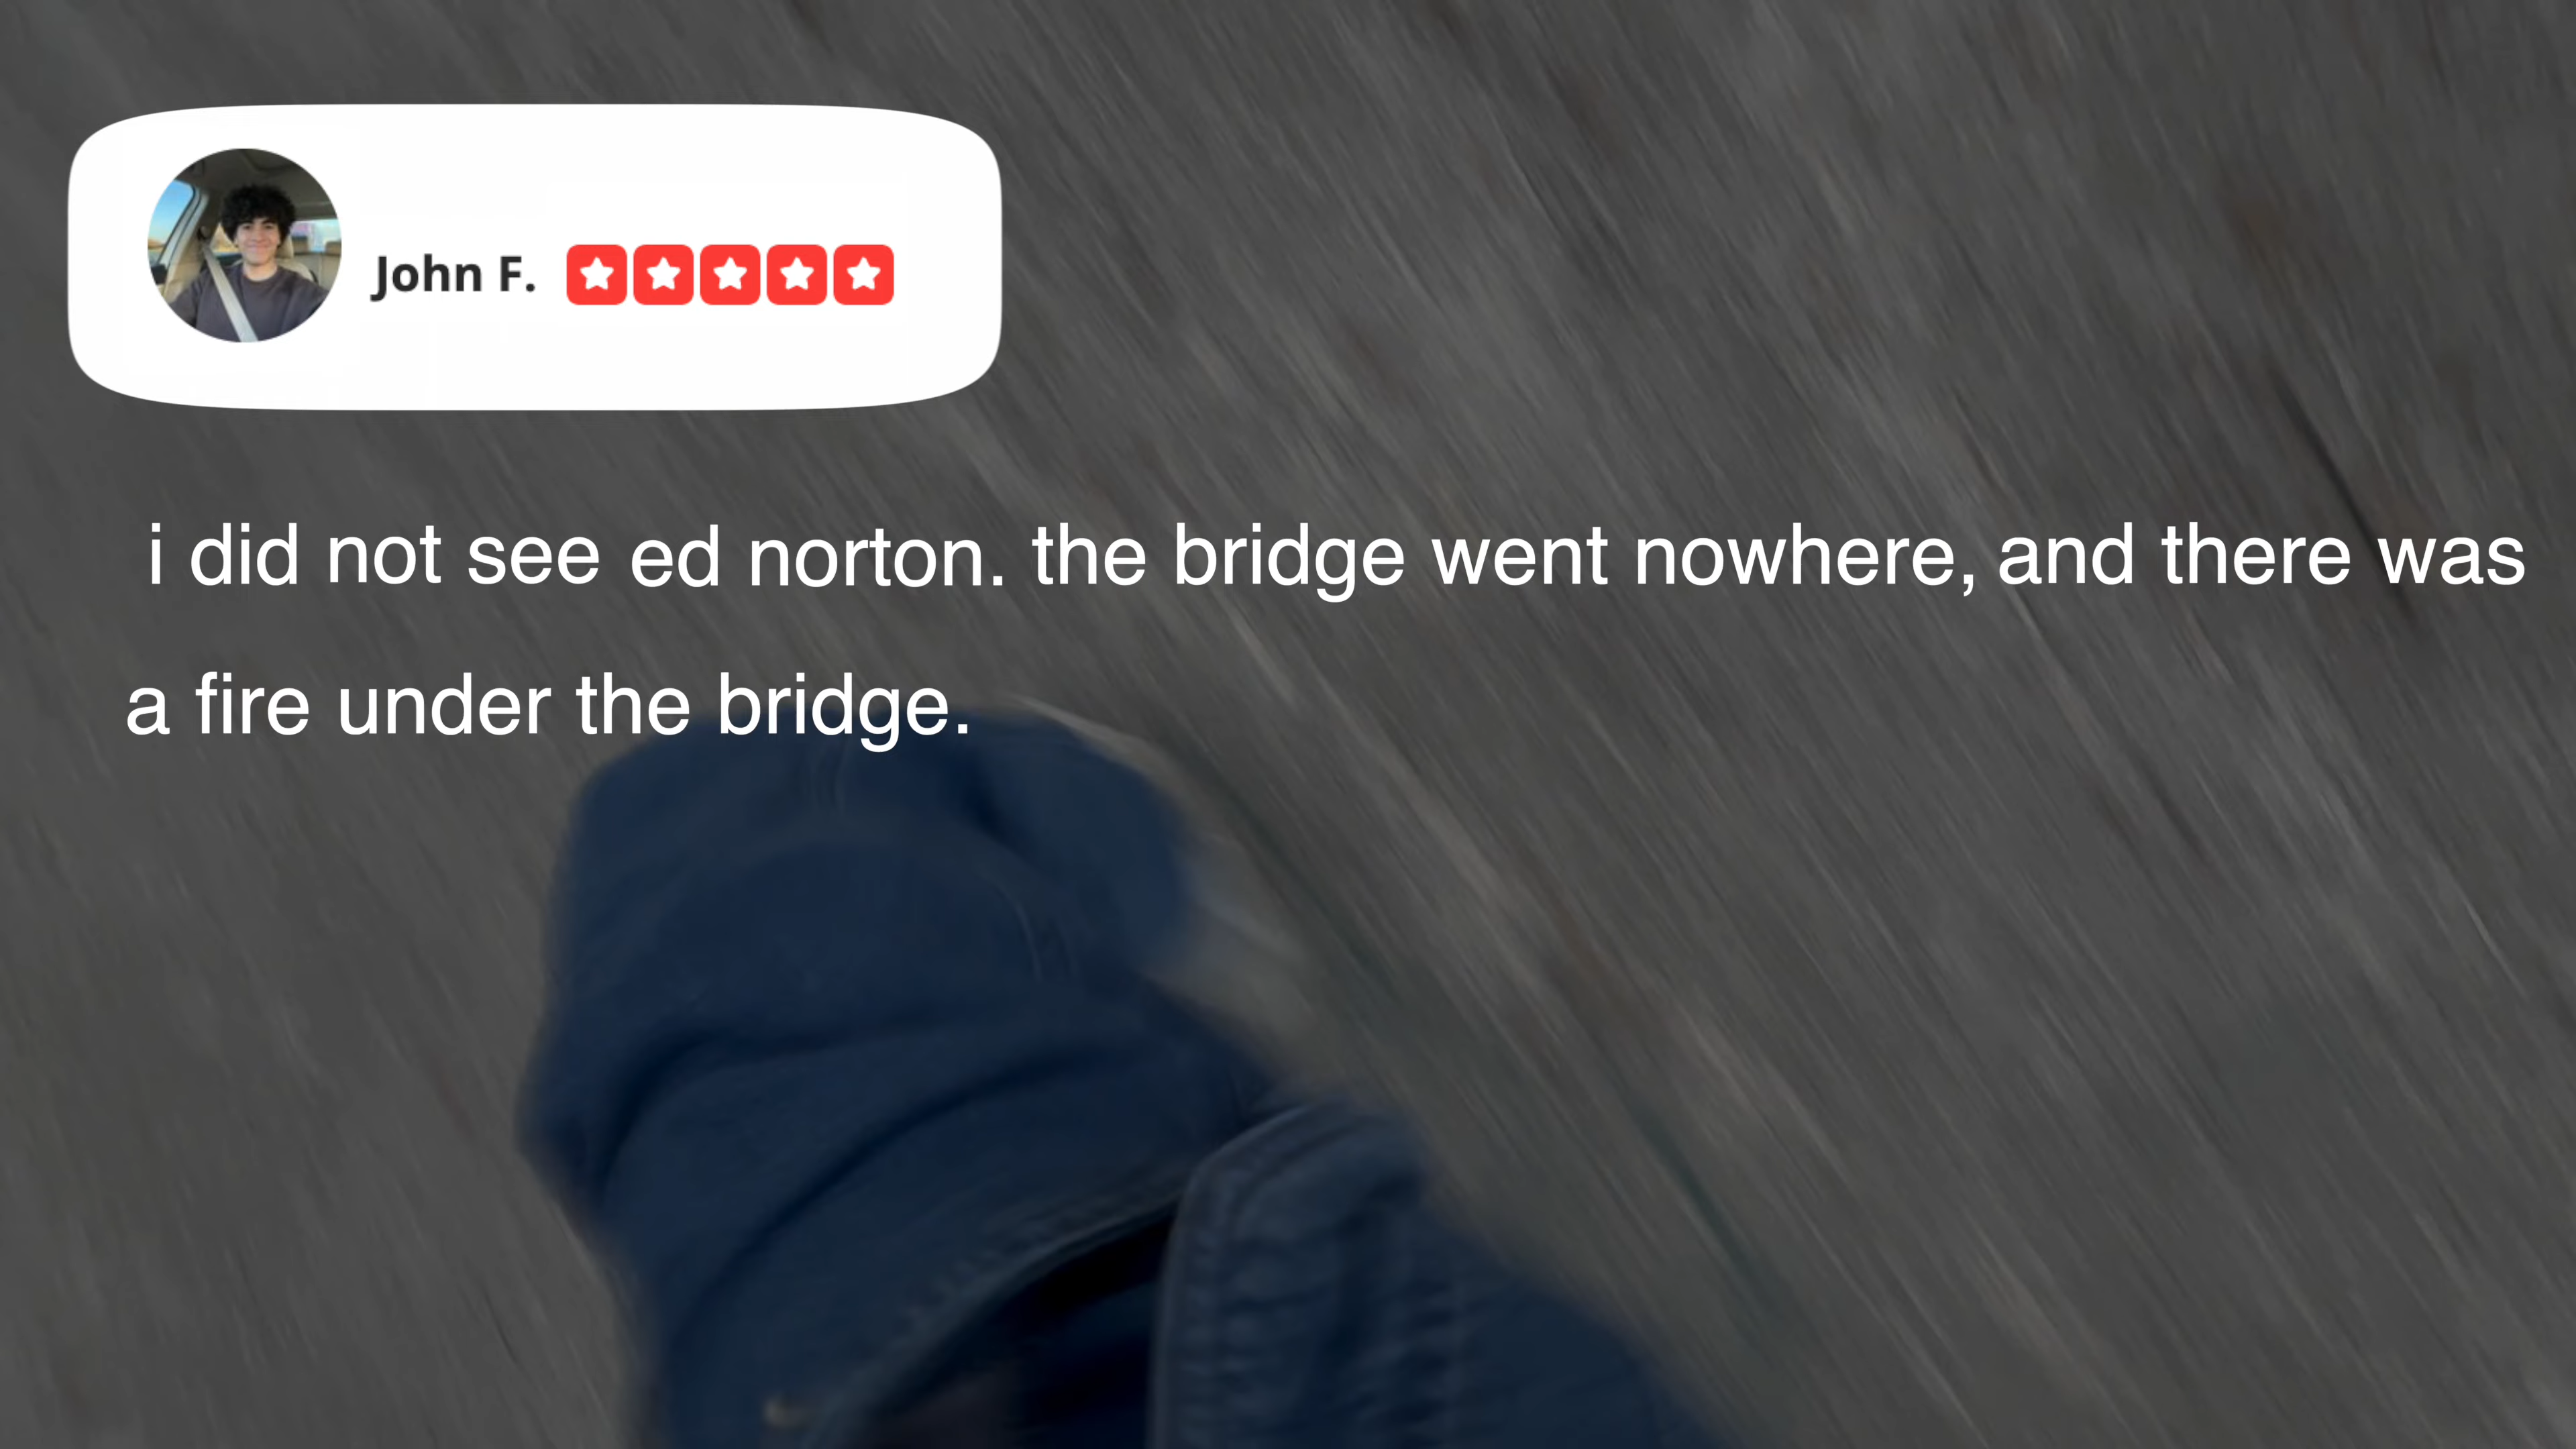 John F.
i did not see ed norton. the bridge went nowhere, and there was
a fire under the bridge.